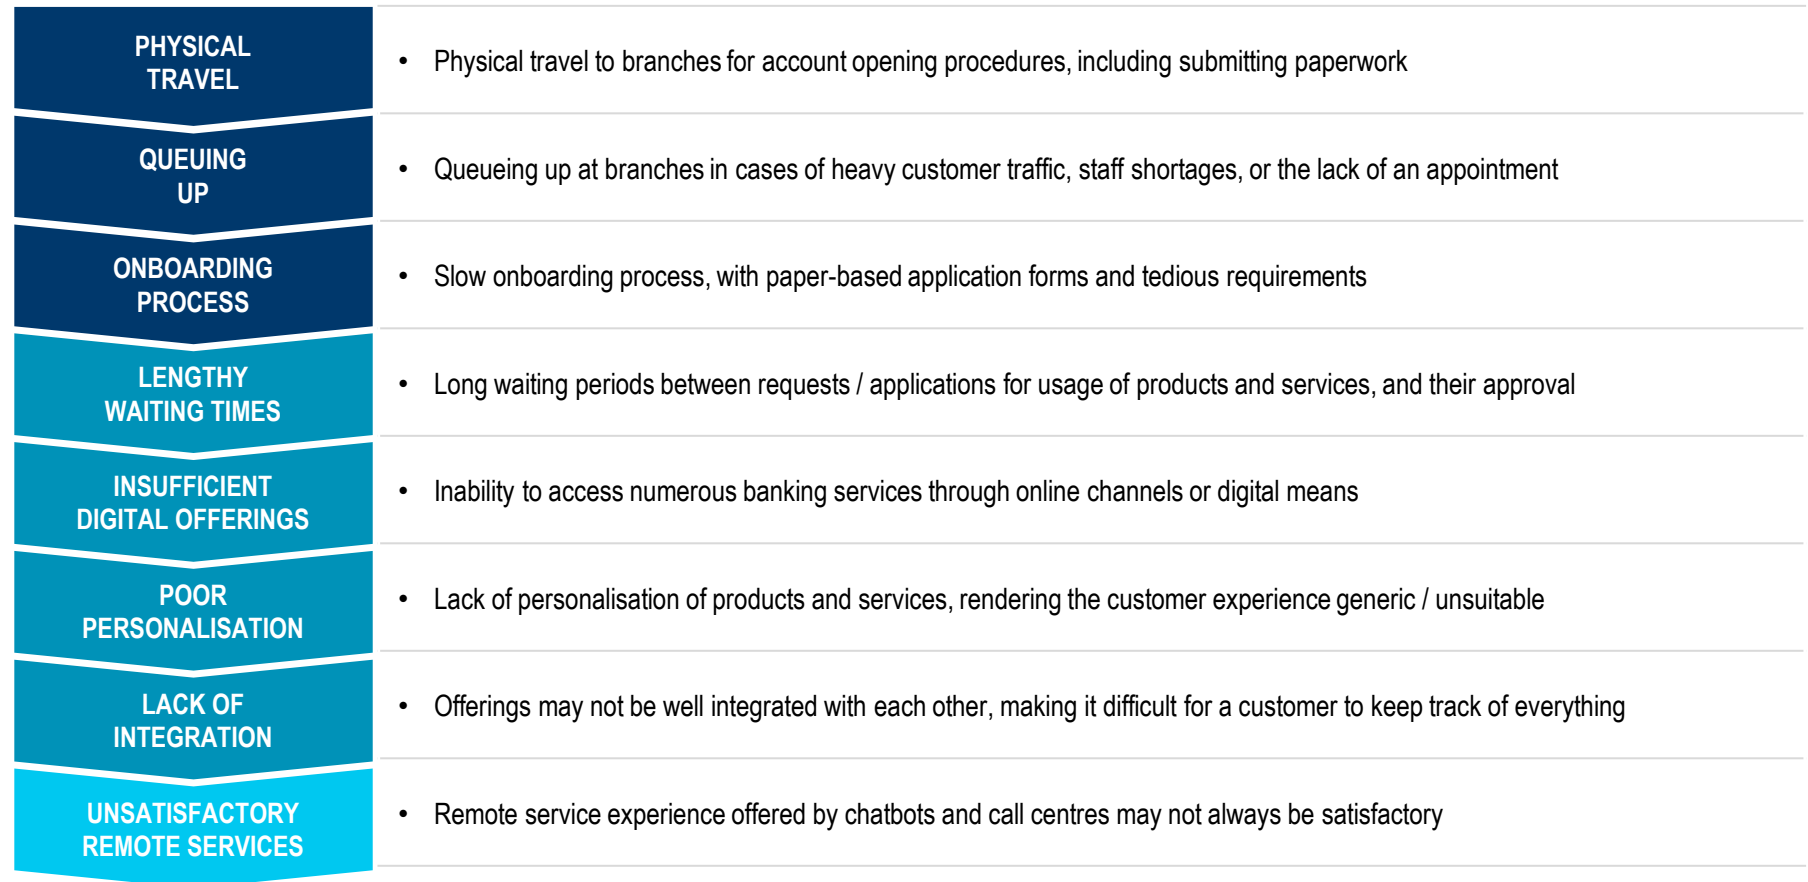 PHYSICAL
TRAVEL
• Physical travel to branches for account opening procedures, including submitting paperwork
QUEUING
UP
• Queueing up at branches in cases of heavy customer traffic, staff shortages, or the lack of an appointment
ONBOARDING
PROCESS
• Slow onboarding process, with paper-based application forms and tedious requirements
LENGTHY
WAITING TIMES
• Long waiting periods between requests / applications for usage of products and services, and their approval
INSUFFICIENT
DIGITAL OFFERINGS
• Inability to access numerous banking services through online channels or digital means
POOR
PERSONALISATION
• Lack of personalisation of products and services, rendering the customer experience generic / unsuitable
LACK OF
INTEGRATION
• Offerings may not be well integrated with each other, making it difficult for a customer to keep track of everything
UNSATISFACTORY
REMOTE SERVICES
• Remote service experience offered by chatbots and call centres may not always be satisfactory